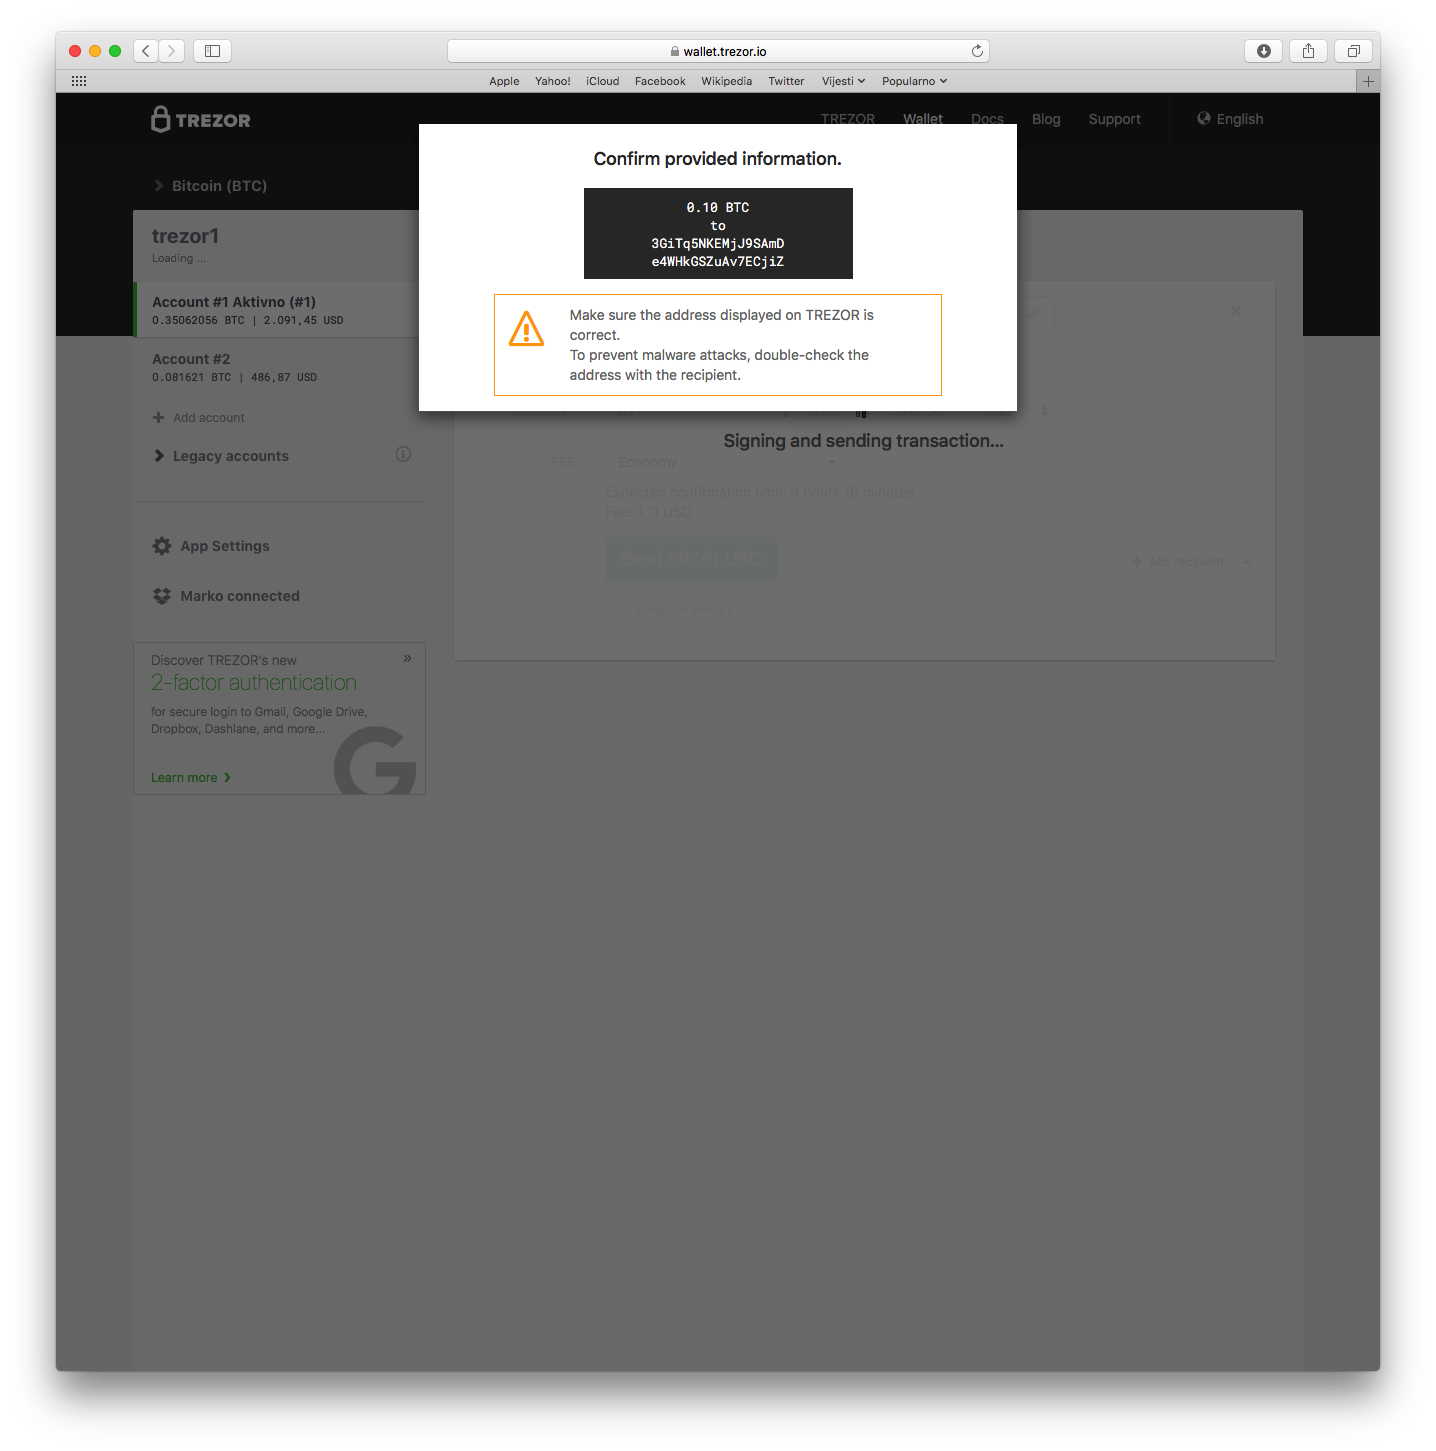 wallet.trezor.io
Apple Yahoo! iCloud Facebook Wikipedia Twitter Vijesti Popularno
TREZOR
TREZOR Wallet Docs Blog Support English
Bitcoin (BTC)
Confirm provided information.
0.10 BTC
to
3GiTq5NKEMjJ9SAmD
e4WHkGSZuAv7ECjiZ
Make sure the address displayed on TREZOR is
correct.
To prevent malware attacks, double-check the
address with the recipient.
trezor1
Loading ...
Account #1 Aktivno (#1)
0.35062056 BTC | 2.091,45 USD
Account #2
0.081621 BTC | 486,87 USD
Add account
Legacy accounts
App Settings
Marko connected
Discover TREZOR's new
2-factor authentication
for secure login to Gmail, Google Drive,
Dropbox, Dashlane, and more...
Learn more
Signing and sending transaction...
FEE Economy
Expected confirmation time: 4 hours 10 minutes
Fee: 1.11 USD
Send 597.61 USD
Add recipient